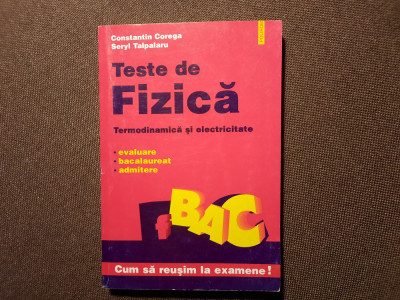 Constantin Corega
Seryl Talpalaru
Teste de
Fizică
Termodinamică și electricitate
• evaluare
• bacalaureat
• admitere
BAC
Cum să reușim la examene!